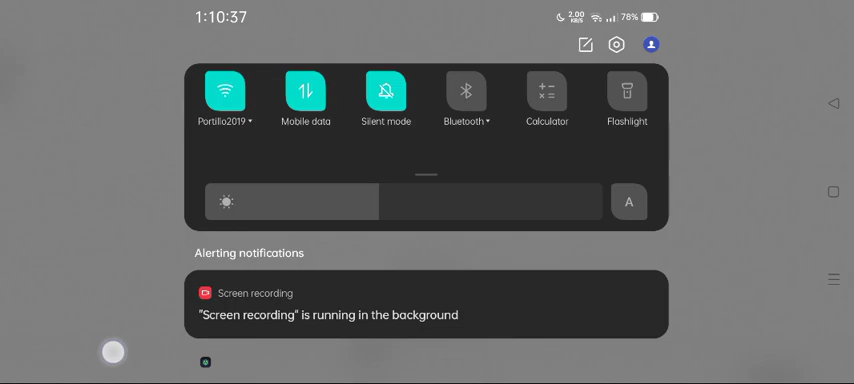 1:10:37 2.00 KB/S 78%
Portillo2019 Mobile data Silent mode Bluetooth Calculator Flashlight
A
Alerting notifications
Screen recording
"Screen recording" is running in the background